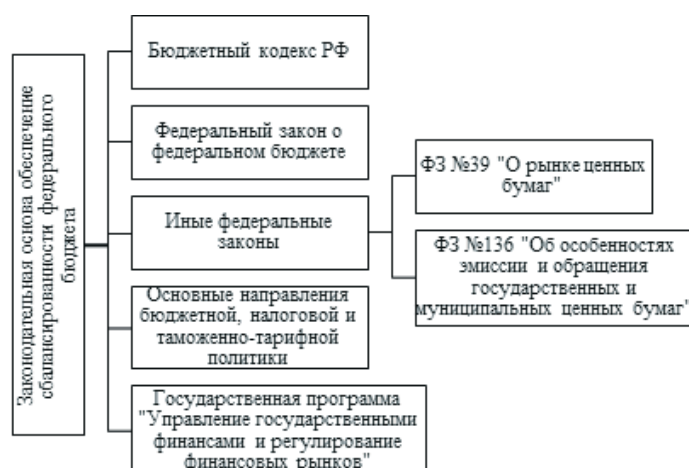 Законодательная основа обеспечение
сбалансированности федерального
бюджета
Бюджетный кодекс РФ
Федеральный закон о
федеральном бюджете
Иные федеральные
законы
Основные направления
бюджетной, налоговой и
таможенно-тарифной
политики
Государственная программа
"Управление государственными
финансами и регулирование
финансовых рынков"
ФЗ №39 "О рынке ценных
бумаг"
ФЗ №136 "Об особенностях
эмиссии и обращения
государственных и
муниципальных ценных бумаг"